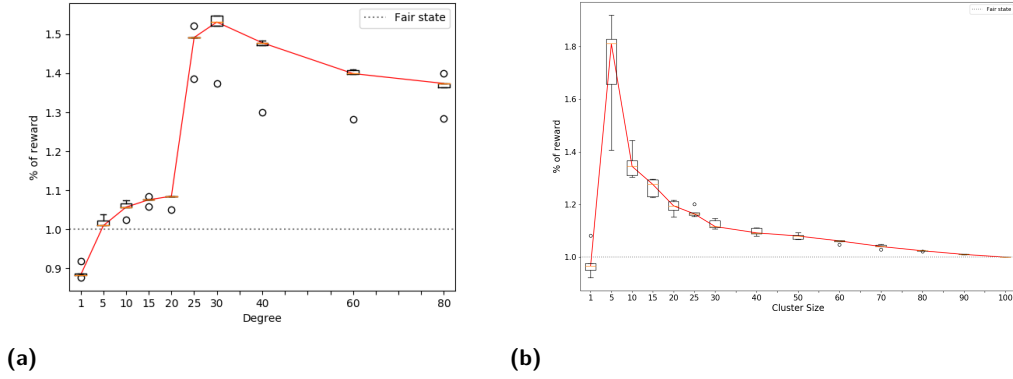 Fair state
1.5
1.4
1.3
1.2
1.1
1.0
0.9
% of reward
1 5 10 15 20 25 30 40 60 80
Degree
(a)
Fair state
1.8
1.6
1.4
1.2
1.0
% of reward
1 5 10 15 20 25 30 40 50 60 70 80 90 100
Cluster Size
(b)